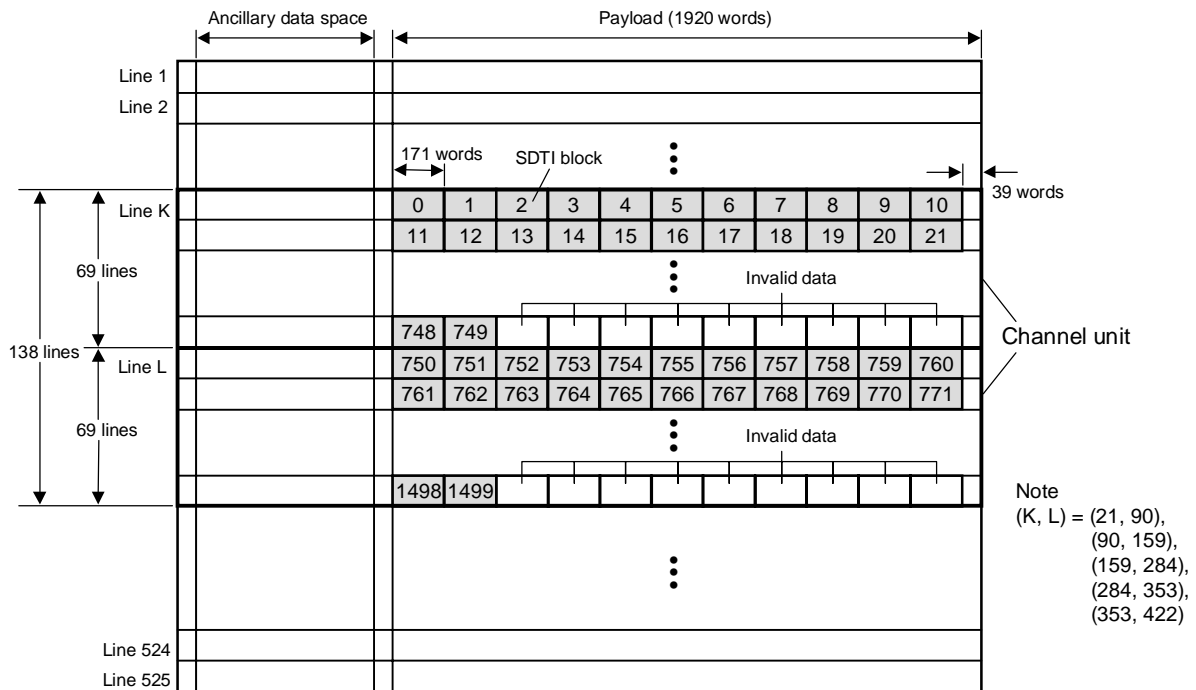 Ancillary data space
Payload (1920 words)
Line 1
Line 2
171 words
SDTI block
39 words
Line K
0 1 2 3 4 5 6 7 8 9 10
11 12 13 14 15 16 17 18 19 20 21
69 lines
Invalid data
748 749
Channel unit
138 lines
Line L
750 751 752 753 754 755 756 757 758 759 760
761 762 763 764 765 766 767 768 769 770 771
69 lines
Invalid data
1498 1499
Note
(K, L) = (21, 90),
(90, 159),
(159, 284),
(284, 353),
(353, 422)
Line 524
Line 525